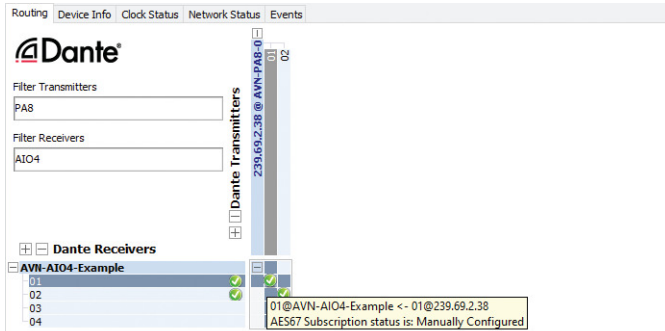 Routing Device Info Clock Status Network Status Events
Dante®
Filter Transmitters
PA8
Filter Receivers
AIO4
Dante Transmitters
239.69.2.38 @ AVN-PA8-0
01
02
Dante Receivers
AVN-AIO4-Example
01
02
03
04
01@AVN-AIO4-Example <- 01@239.69.2.38
AES67 Subscription status is: Manually Configured